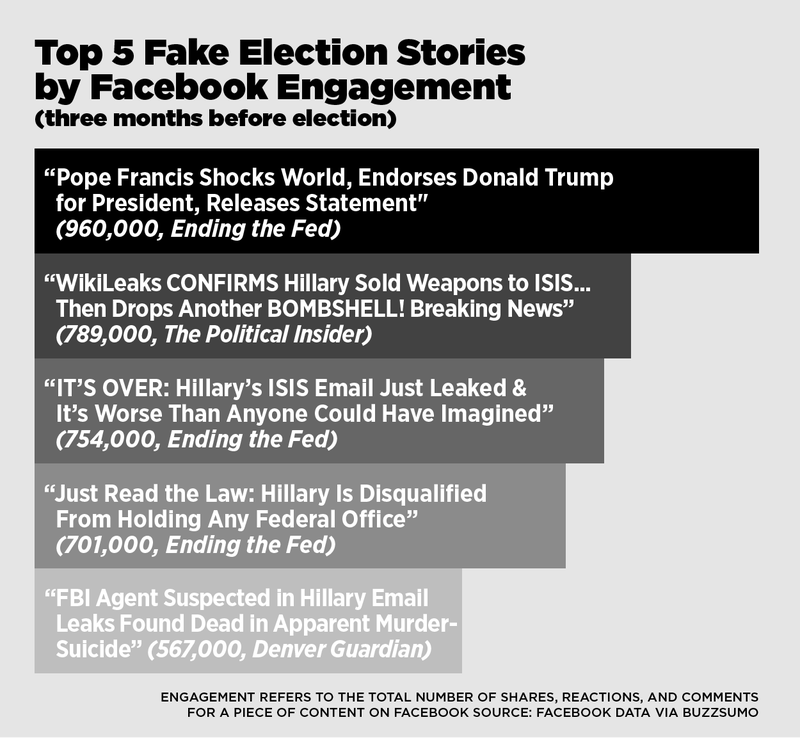 Top 5 Fake Election Stories
by Facebook Engagement
(three months before election)
“Pope Francis Shocks World, Endorses Donald Trump
for President, Releases Statement"
(960,000, Ending the Fed)
“WikiLeaks CONFIRMS Hillary Sold Weapons to ISIS...
Then Drops Another BOMBSHELL! Breaking News”
(789,000, The Political Insider)
“IT’S OVER: Hillary’s ISIS Email Just Leaked &
It’s Worse Than Anyone Could Have Imagined”
(754,000, Ending the Fed)
“Just Read the Law: Hillary Is Disqualified
From Holding Any Federal Office”
(701,000, Ending the Fed)
“FBI Agent Suspected in Hillary Email
Leaks Found Dead in Apparent Murder-
Suicide” (567,000, Denver Guardian)
ENGAGEMENT REFERS TO THE TOTAL NUMBER OF SHARES, REACTIONS, AND COMMENTS
FOR A PIECE OF CONTENT ON FACEBOOK SOURCE: FACEBOOK DATA VIA BUZZSUMO